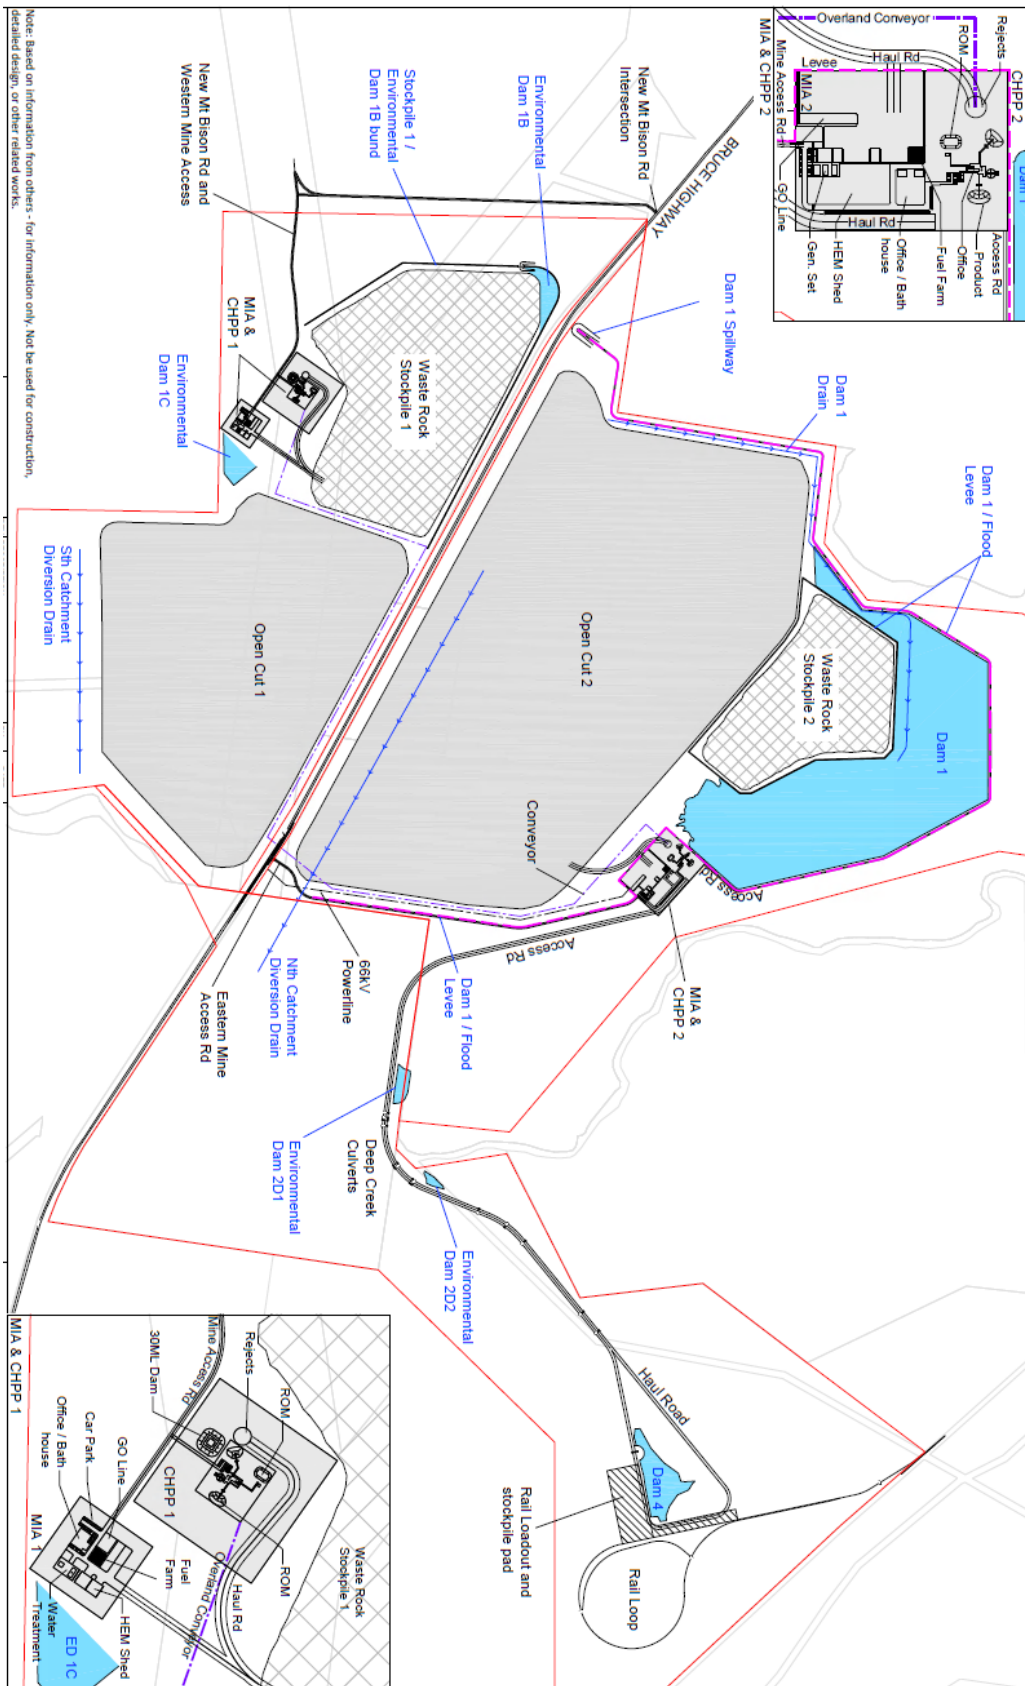 Note: Based on information from others - for information only. Not be used for construction,
detailed design, or other related works.
MIA & CHPP 2
Overland Conveyor
Rejects
CHPP 2
ROM
Haul Rd
Levee
MIA 2
Mine Access Rd
GO Line
Gen. Set
HEM Shed
Haul Rd
Office / Bath
house
Fuel Farm
Office
Product
Access Rd
Dam 1
New Mt Bison Rd
Intersection
BRUCE HIGHWAY
Environmental
Dam 1B
Stockpile 1 /
Environmental
Dam 1B bund
New Mt Bison Rd and
Western Mine Access
MIA &
CHPP 1
Environmental
Dam 1C
Waste Rock
Stockpile 1
Dam 1 Spillway
Dam 1
Drain
Dam 1 / Flood
Levee
Waste Rock
Stockpile 2
Dam 1
Open Cut 2
Open Cut 1
Sth Catchment
Diversion Drain
Conveyor
Access Rd
Access Rd
MIA &
CHPP 2
Dam 1 / Flood
Levee
66kV
Powerline
Nth Catchment
Diversion Drain
Eastern Mine
Access Rd
Deep Creek
Culverts
Environmental
Dam 2D1
Environmental
Dam 2D2
Haul Road
Dam 4
Rail Loadout and
stockpile pad
Rail Loop
MIA & CHPP 1
Mine Access Rd
Rejects
30ML Dam
ROM
CHPP 1
Waste Rock
Stockpile 1
ROM
Haul Rd
Overland Conveyor
GO Line
Car Park
Office / Bath
house
MIA 1
Fuel
Farm
HEM Shed
Water
Treatment
ED 1C